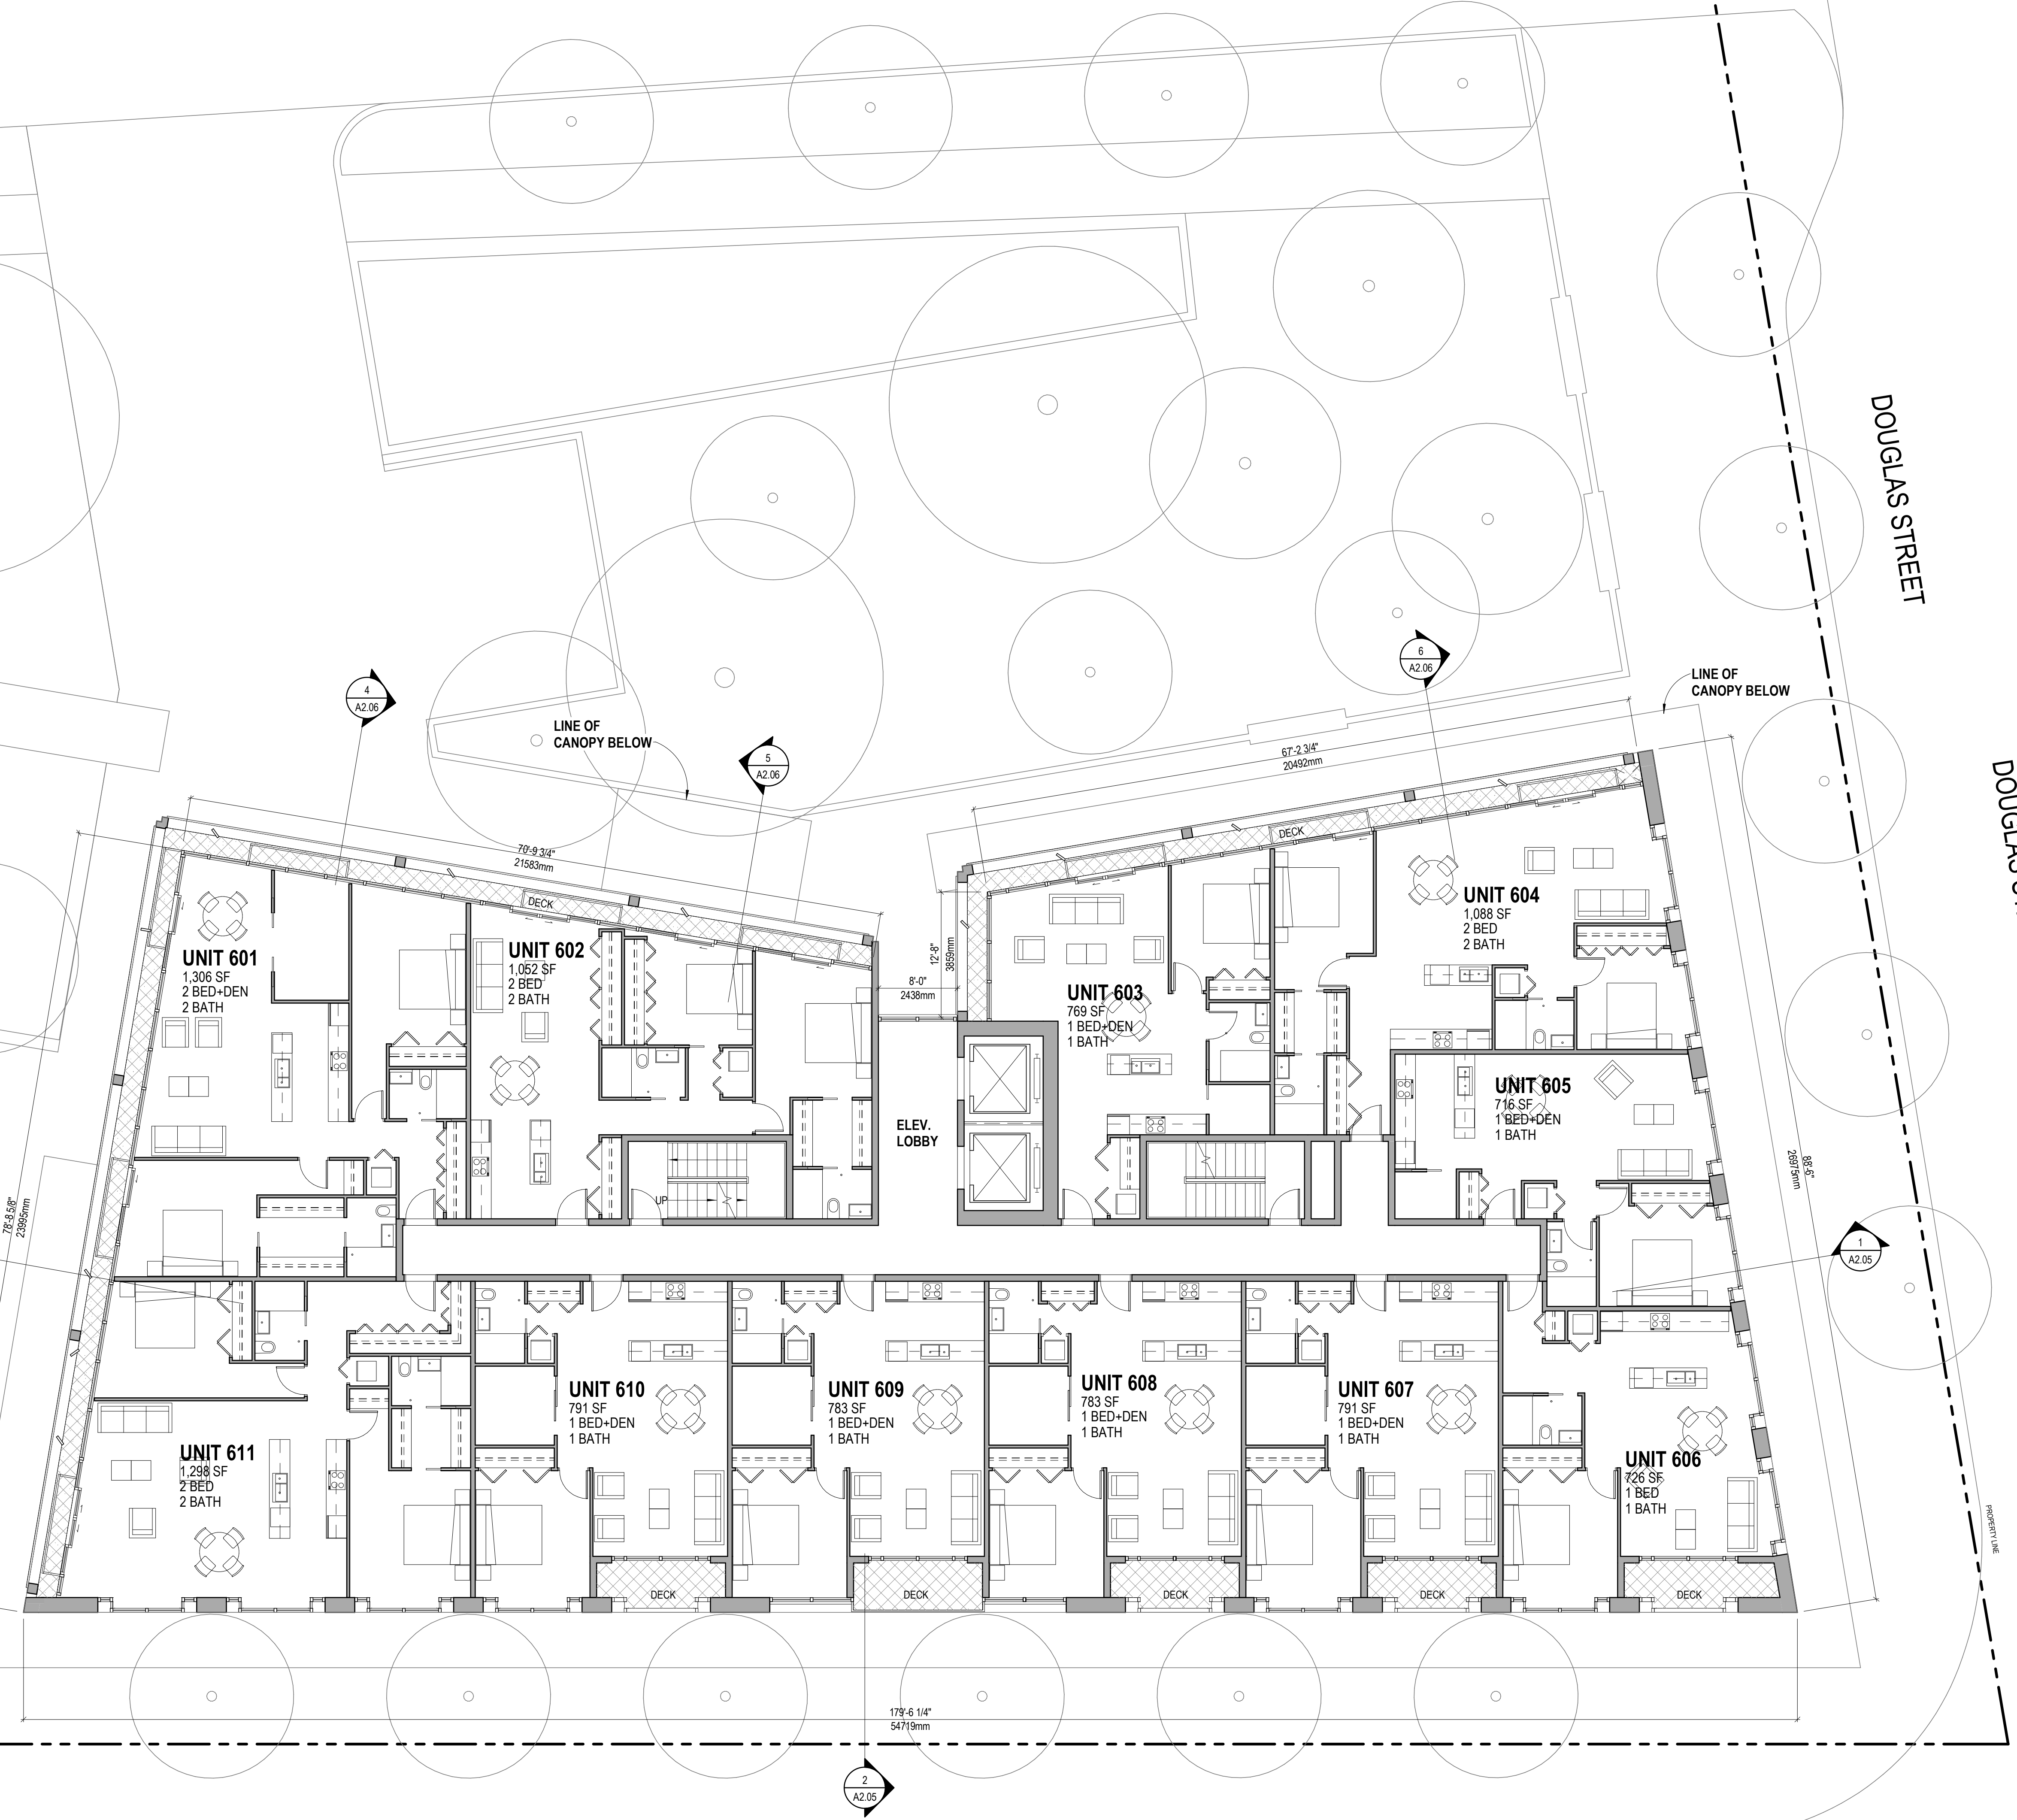 DOUGLAS STREET
6
A2.06
LINE OF
CANOPY BELOW
4
A2.06
LINE OF
CANOPY BELOW
5
A2.06
67'-2 3/4"
20492mm
70'-9 3/4"
21583mm
DECK
DECK
12'-8"
3859mm
8'-0"
2438mm
UNIT 601
1,306 SF
2 BED+DEN
2 BATH
UNIT 602
1,052 SF
2 BED
2 BATH
UNIT 603
769 SF
1 BED+DEN
1 BATH
UNIT 604
1,088 SF
2 BED
2 BATH
UNIT 605
716 SF
1 BED+DEN
1 BATH
ELEV.
LOBBY
UP
78'-8 5/8"
23995mm
88'-6"
26975mm
1
A2.05
UNIT 611
1,298 SF
2 BED
2 BATH
UNIT 610
791 SF
1 BED+DEN
1 BATH
UNIT 609
783 SF
1 BED+DEN
1 BATH
UNIT 608
783 SF
1 BED+DEN
1 BATH
UNIT 607
791 SF
1 BED+DEN
1 BATH
UNIT 606
726 SF
1 BED
1 BATH
PROPERTY LINE
DECK
DECK
DECK
DECK
DECK
179'-6 1/4"
54719mm
2
A2.05